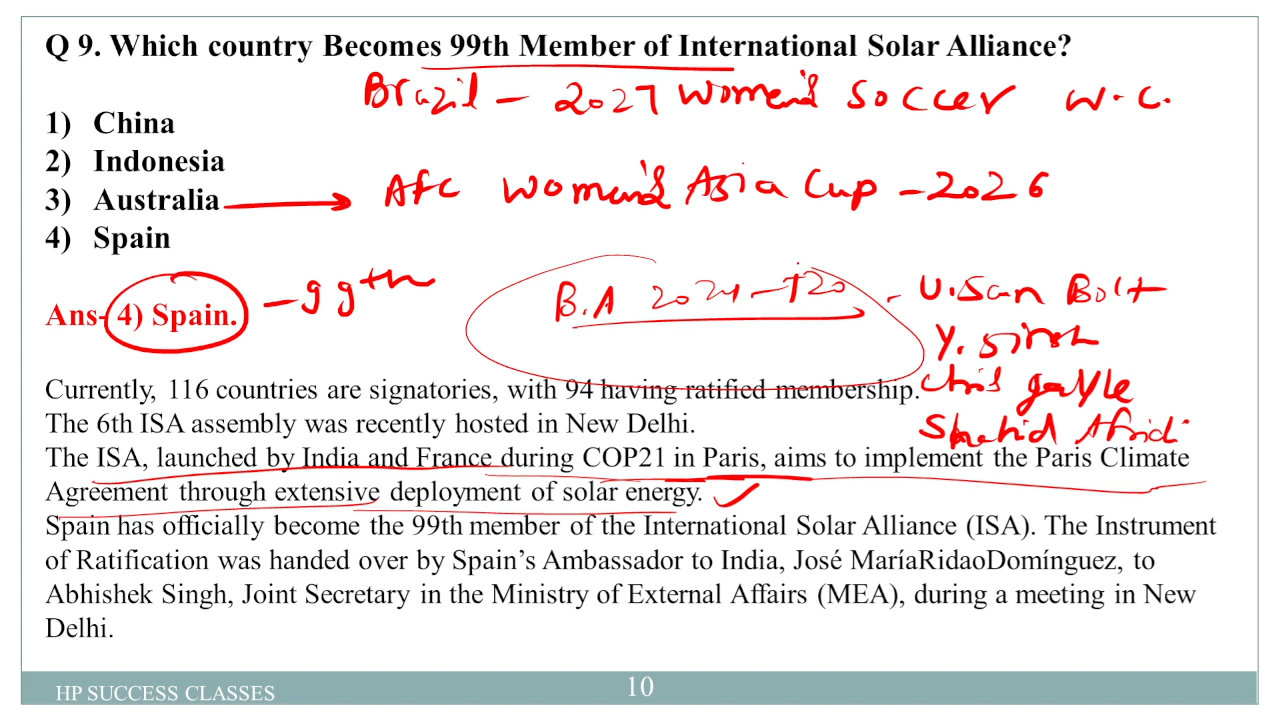 Q 9. Which country Becomes 99th Member of International Solar Alliance?
Brazil - 2027 Women's Soccer W.C.
1) China
2) Indonesia
3) Australia → AFC Women's Asia Cup - 2026
4) Spain
Ans- 4) Spain. - 99th
B.A 2024 - T20 - U.San Bolt
Y. Singh
Chris Gayle
Shahid Afridi
Currently, 116 countries are signatories, with 94 having ratified membership.
The 6th ISA assembly was recently hosted in New Delhi.
The ISA, launched by India and France during COP21 in Paris, aims to implement the Paris Climate
Agreement through extensive deployment of solar energy.
Spain has officially become the 99th member of the International Solar Alliance (ISA). The Instrument
of Ratification was handed over by Spain's Ambassador to India, José MaríaRidaoDomínguez, to
Abhishek Singh, Joint Secretary in the Ministry of External Affairs (MEA), during a meeting in New
Delhi.
HP SUCCESS CLASSES 10